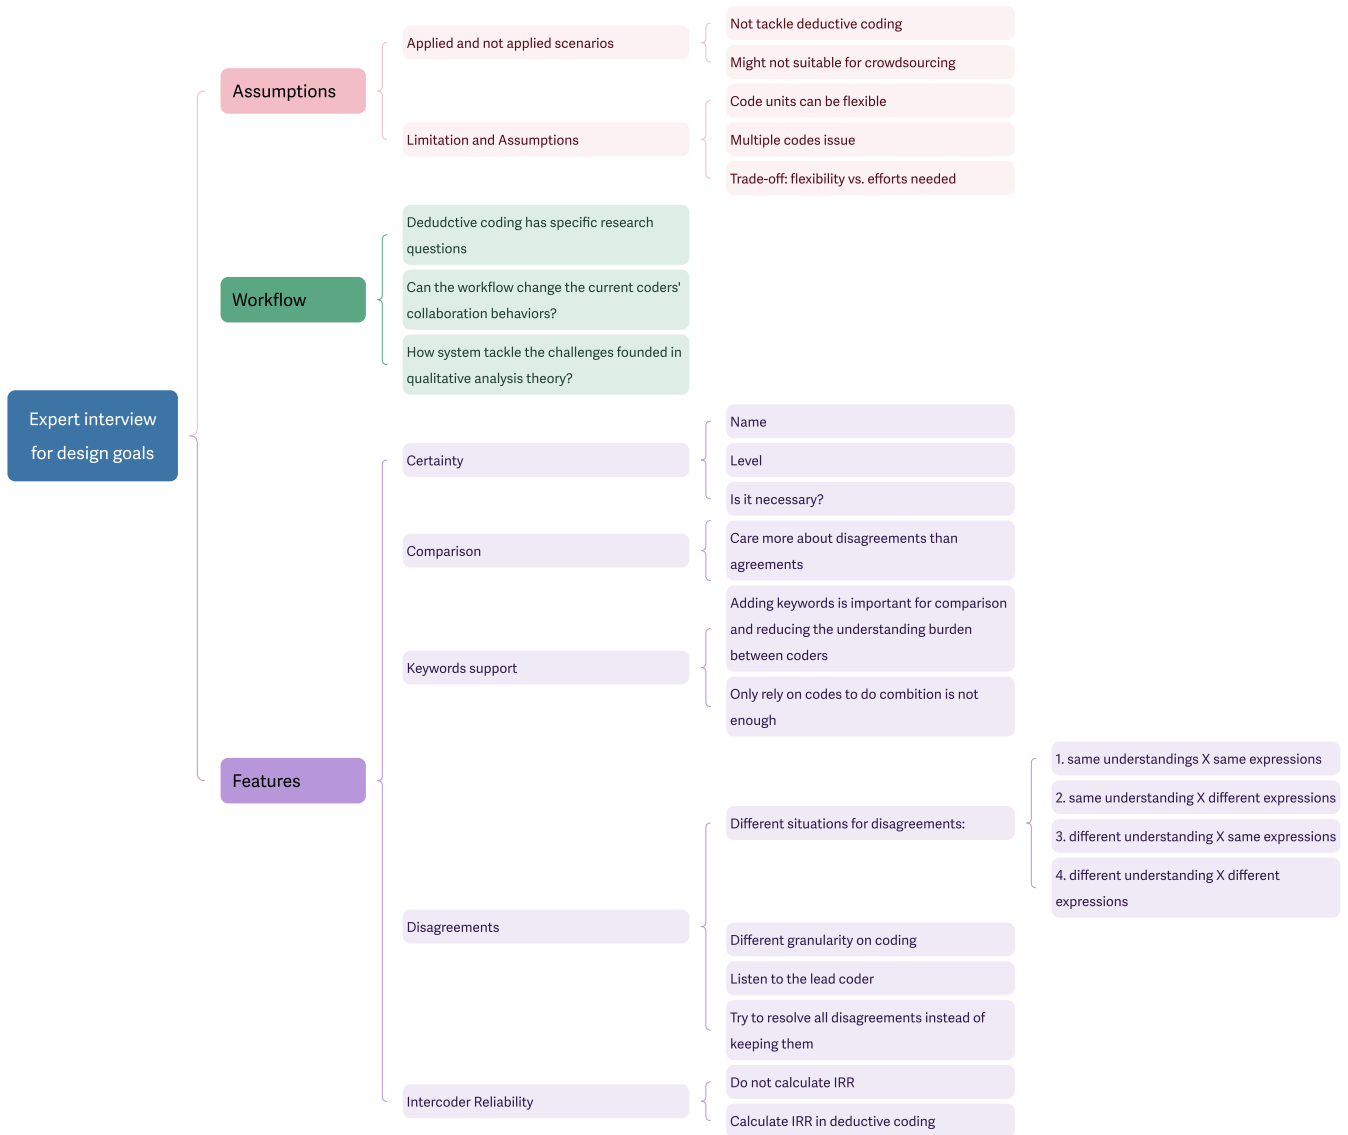 Expert interview
for design goals
Assumptions
Applied and not applied scenarios
Not tackle deductive coding
Might not suitable for crowdsourcing
Limitation and Assumptions
Code units can be flexible
Multiple codes issue
Trade-off: flexibility vs. efforts needed
Workflow
Dedudctive coding has specific research
questions
Can the workflow change the current coders'
collaboration behaviors?
How system tackle the challenges founded in
qualitative analysis theory?
Features
Certainty
Name
Level
Is it necessary?
Comparison
Care more about disagreements than
agreements
Keywords support
Adding keywords is important for comparison
and reducing the understanding burden
between coders
Only rely on codes to do combition is not
enough
Disagreements
Different situations for disagreements:
1. same understandings X same expressions
2. same understanding X different expressions
3. different understanding X same expressions
4. different understanding X different
expressions
Different granularity on coding
Listen to the lead coder
Try to resolve all disagreements instead of
keeping them
Intercoder Reliability
Do not calculate IRR
Calculate IRR in deductive coding